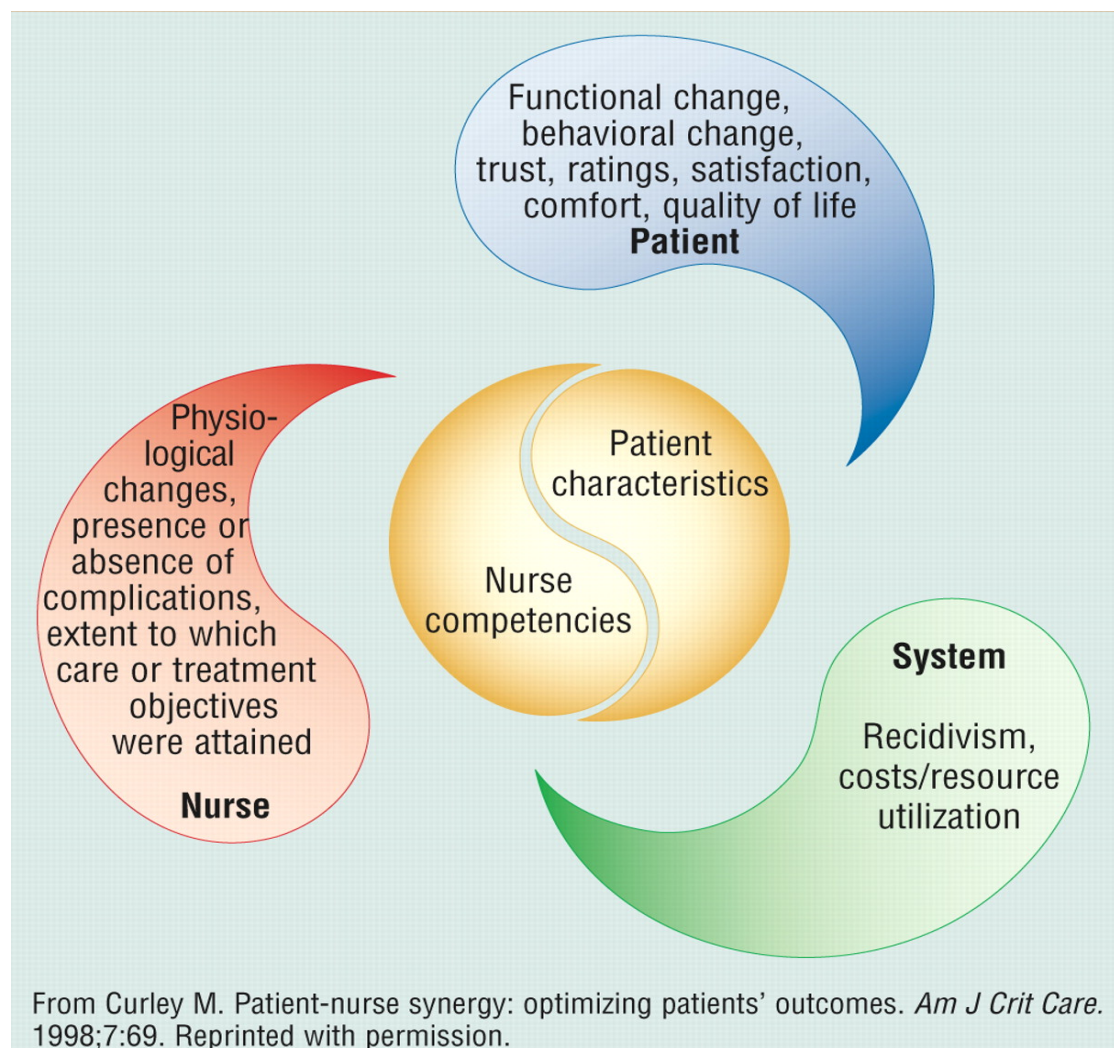 Functional change,
behavioral change,
trust, ratings, satisfaction,
comfort, quality of life
Patient
Physio-
logical
changes,
presence or
absence of
complications,
extent to which
care or treatment
objectives
were attained
Nurse
Patient
characteristics
Nurse
competencies
System
Recidivism,
costs/resource
utilization
From Curley M. Patient-nurse synergy: optimizing patients’ outcomes. Am J Crit Care.
1998;7:69. Reprinted with permission.